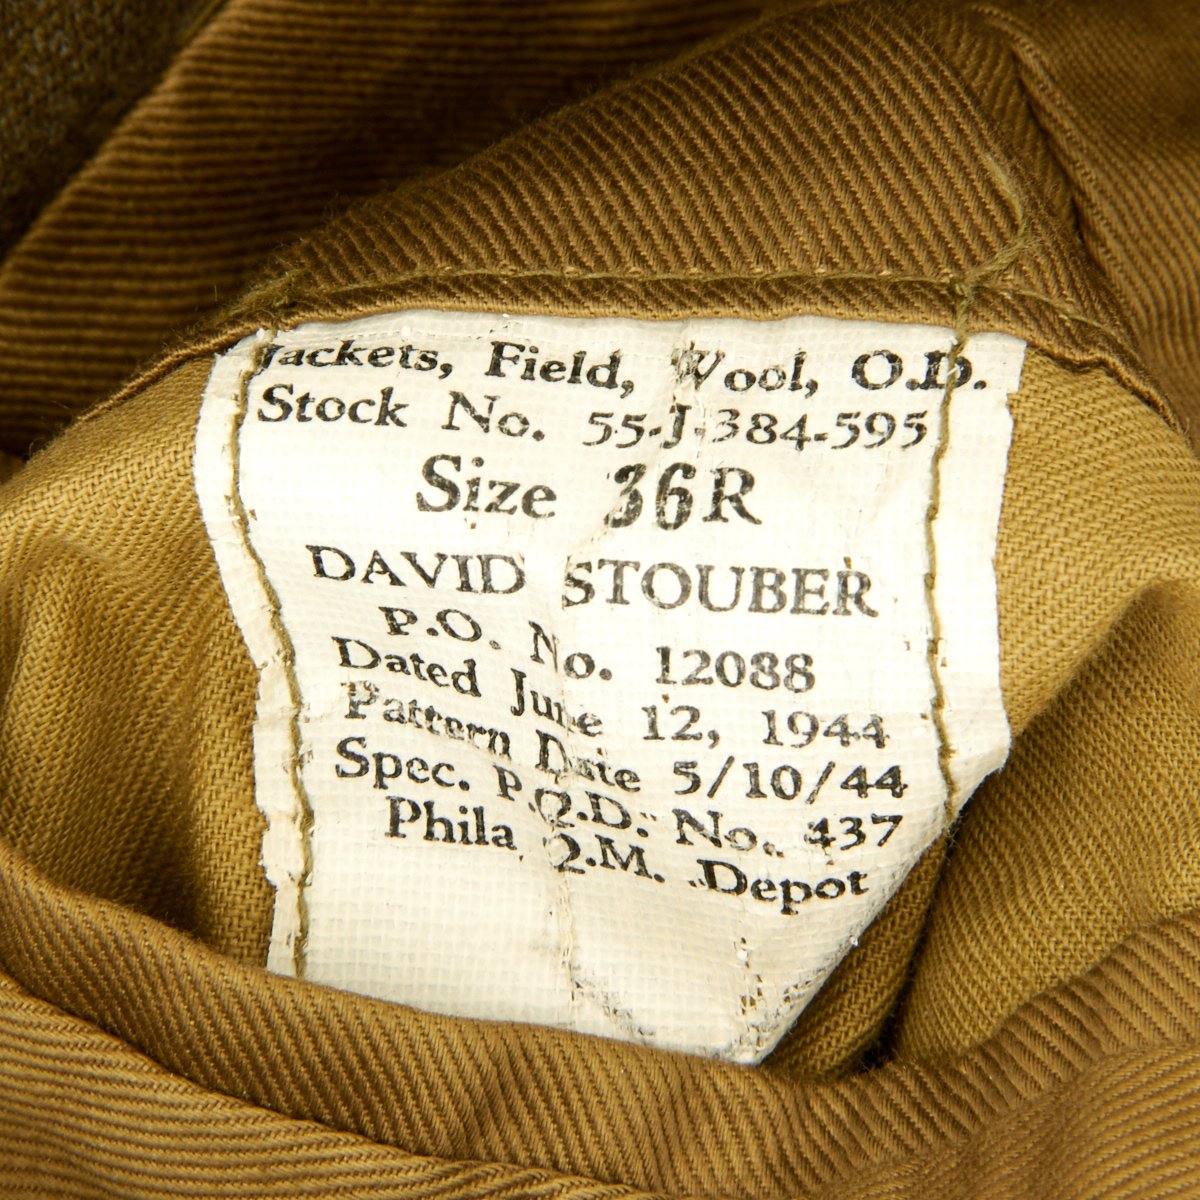 Jackets, Field, Wool, O.D.
Stock No. 55-J-384-595
Size 36R
DAVID STOUBER
P.O. No. 12088
Dated June 12, 1944
Pattern Date 5/10/44
Spec. P.Q.D. No. 437
Phila. Q.M. Depot